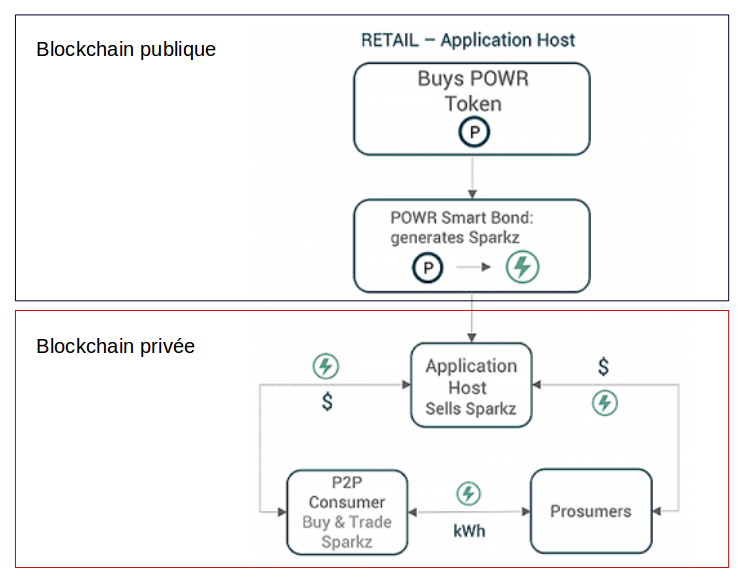 Blockchain publique
RETAIL – Application Host
Buys POWR
Token
P
POWR Smart Bond:
generates Sparkz
P
Blockchain privée
Application
Host
Sells Sparkz
$
$
P2P
Consumer
Buy & Trade
Sparkz
kWh
Prosumers